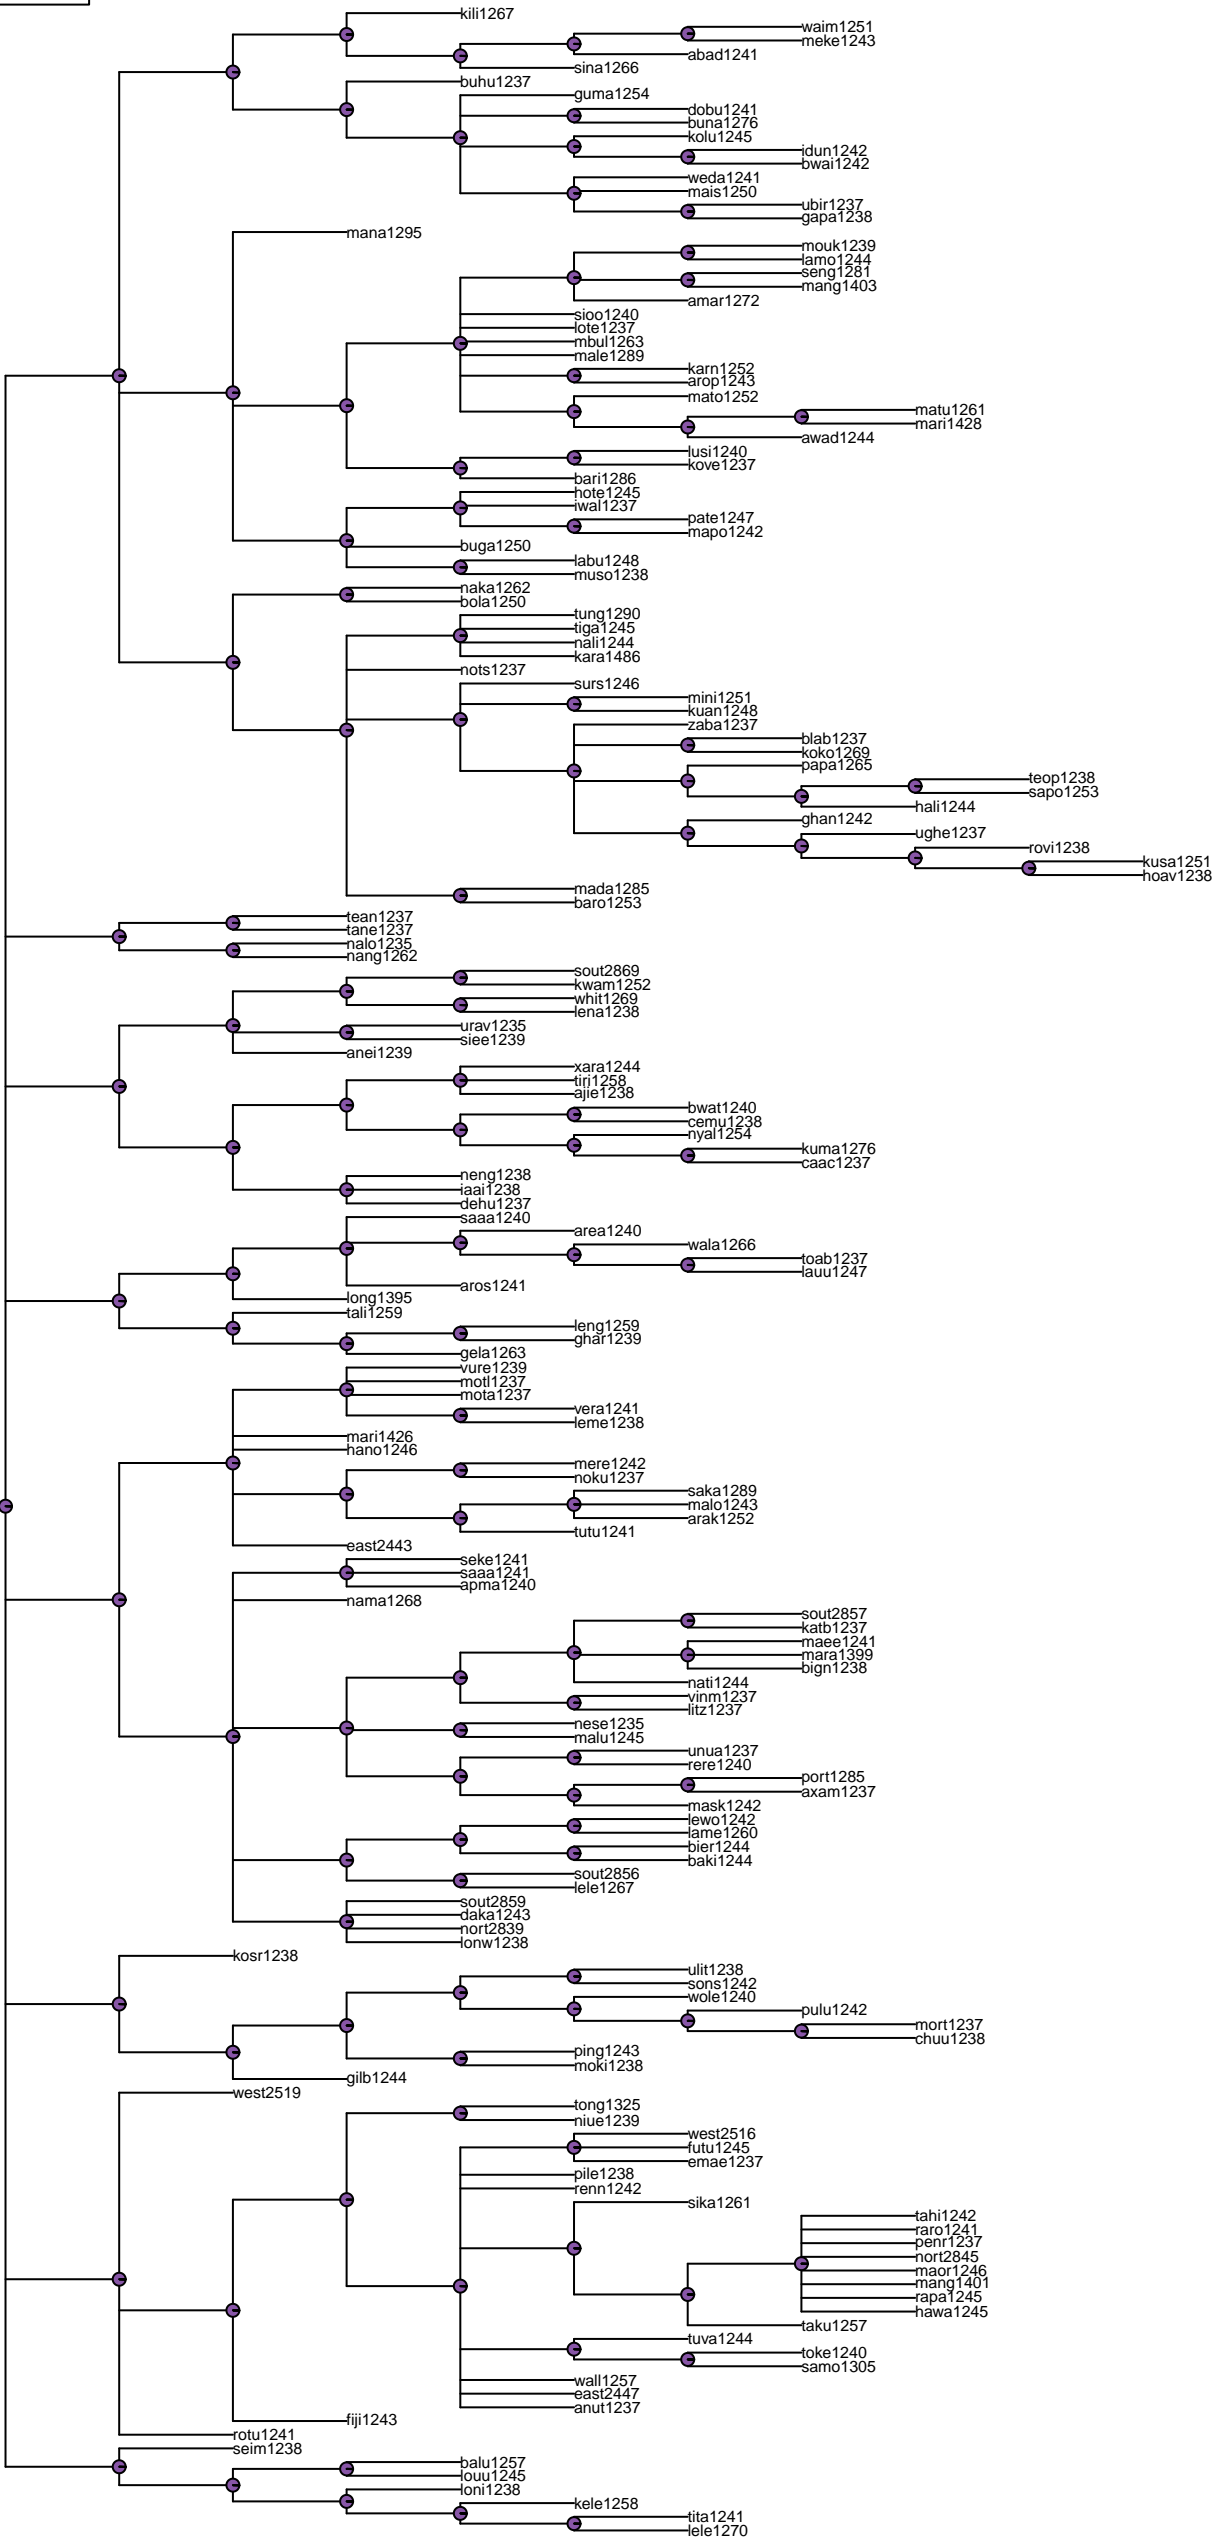 kili1267
waim1251
meke1243
abad1241
sina1266
buhu1237
guma1254
dobu1241
buna1276
kolu1245
idun1242
bwai1242
weda1241
mais1250
ubir1237
gapa1238
mana1295
mouk1239
lamo1244
seng1281
mang1403
amar1272
sioo1240
lote1237
mbul1263
male1289
karn1252
arop1243
mato1252
matu1261
mari1428
awad1244
lusi1240
kove1237
bari1286
hote1245
iwal1237
pate1247
mapo1242
buga1250
labu1248
muso1238
naka1262
bola1250
tung1290
tiga1245
nali1244
kara1486
nots1237
surs1246
mini1251
kuan1248
zaba1237
blab1237
koko1269
papa1265
teop1238
sapo1253
hali1244
ghan1242
ughe1237
rovi1238
kusa1251
hoav1238
mada1285
baro1253
tean1237
tane1237
nalo1235
nang1262
sout2869
kwam1252
whit1269
lena1238
urav1235
siee1239
anei1239
xara1244
tiri1258
ajie1238
bwat1240
cemu1238
nyal1254
kuma1276
caac1237
neng1238
iaai1238
dehu1237
saaa1240
area1240
wala1266
toab1237
lauu1247
aros1241
long1395
tali1259
leng1259
ghar1239
gela1263
vure1239
motl1237
mota1237
vera1241
leme1238
mari1426
hano1246
mere1242
noku1237
saka1289
malo1243
arak1252
tutu1241
east2443
seke1241
saaa1241
apma1240
nama1268
sout2857
katb1237
maee1241
mara1399
bign1238
nati1244
vinm1237
litz1237
nese1235
malu1245
unua1237
rere1240
port1285
axam1237
mask1242
lewo1242
lame1260
bier1244
baki1244
sout2856
lele1267
sout2859
daka1243
nort2839
lonw1238
kosr1238
ulit1238
sons1242
wole1240
pulu1242
mort1237
chuu1238
ping1243
moki1238
gilb1244
west2519
tong1325
niue1239
west2516
futu1245
emae1237
pile1238
renn1242
sika1261
tahi1242
raro1241
penr1237
nort2845
maor1246
mang1401
rapa1245
hawa1245
taku1257
tuva1244
toke1240
samo1305
wall1257
east2447
anut1237
fiji1243
rotu1241
seim1238
balu1257
louu1245
loni1238
kele1258
tita1241
lele1270